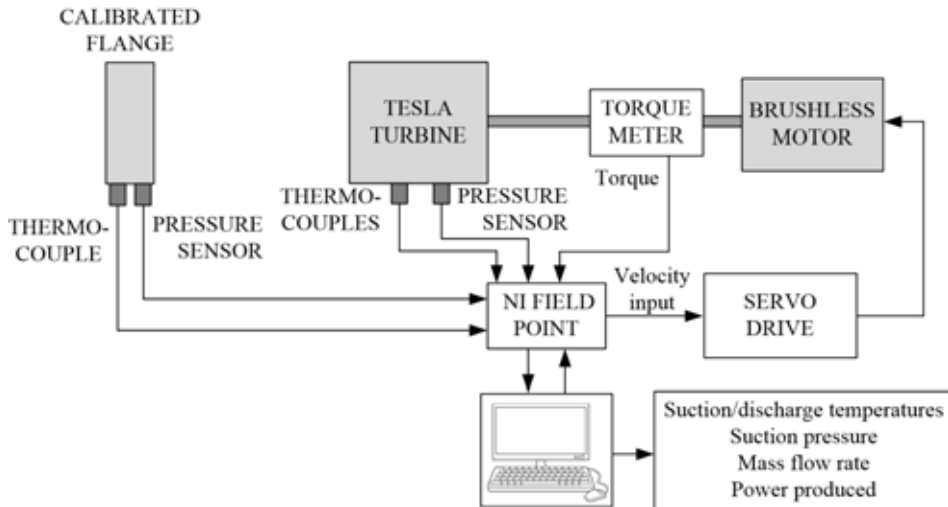 CALIBRATED
FLANGE
TESLA
TURBINE
TORQUE
METER
BRUSHLESS
MOTOR
THERMO-
COUPLE
PRESSURE
SENSOR
THERMO-
COUPLES
PRESSURE
SENSOR
Torque
NI FIELD
POINT
Velocity
input
SERVO
DRIVE
Suction/discharge temperatures
Suction pressure
Mass flow rate
Power produced